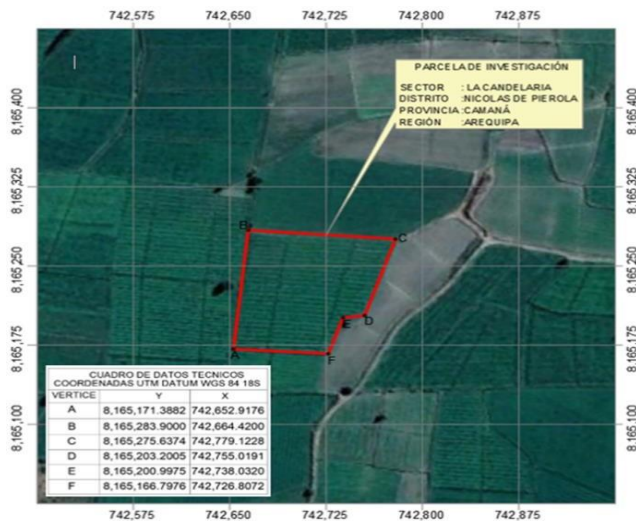 742,575 742,650 742,725 742,800 742,875
PARCELA DE INVESTIGACIÓN
SECTOR : LA CANDELARIA
DISTRITO :NICOLAS DE PIEROLA
PROVINCIA :CAMANÁ
REGIÓN :AREQUIPA
8,165,400 8,165,400
8,165,325 8,165,325
8,165,250 8,165,250
8,165,175 8,165,175
8,165,100 8,165,100
B
C
D
E
A
F
CUADRO DE DATOS TECNICOS
COORDENADAS UTM DATUM WGS 84 18S
VERTICE Y X
A 8,165,171.3882 742,652.9176
B 8,165,283.9000 742,664.4200
C 8,165,275.6374 742,779.1228
D 8,165,203.2005 742,755.0191
E 8,165,200.9975 742,738.0320
F 8,165,166.7976 742,726.8072
742,575 742,650 742,725 742,800 742,875